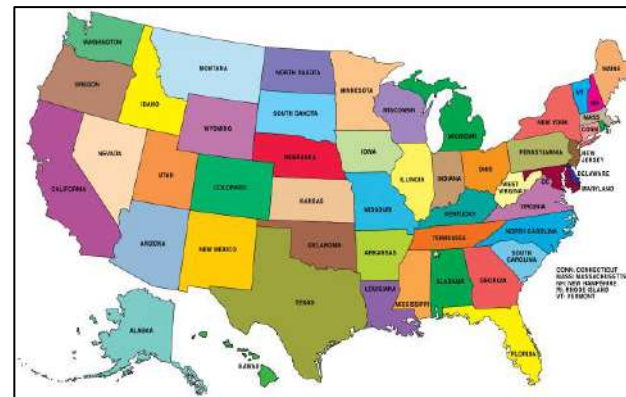 WASHINGTON
OREGON
IDAHO
MONTANA
WYOMING
NORTH DAKOTA
SOUTH DAKOTA
NEBRASKA
MINNESOTA
WISCONSIN
MICHIGAN
IOWA
ILLINOIS
INDIANA
OHIO
PENNSYLVANIA
NEW YORK
VT
NH
MAINE
MASS
CONN
RI
NEW
JERSEY
DELAWARE
MARYLAND
DC
WEST
VIRGINIA
VIRGINIA
KENTUCKY
NORTH CAROLINA
SOUTH
CAROLINA
TENNESSEE
GEORGIA
ALABAMA
MISSISSIPPI
FLORIDA
LOUISIANA
ARKANSAS
MISSOURI
KANSAS
OKLAHOMA
TEXAS
NEW MEXICO
COLORADO
UTAH
ARIZONA
NEVADA
CALIFORNIA
ALASKA
HAWAII
CONN: CONNECTICUT
MASS: MASSACHUSETTS
NH: NEW HAMPSHIRE
RI: RHODE ISLAND
VT: VERMONT